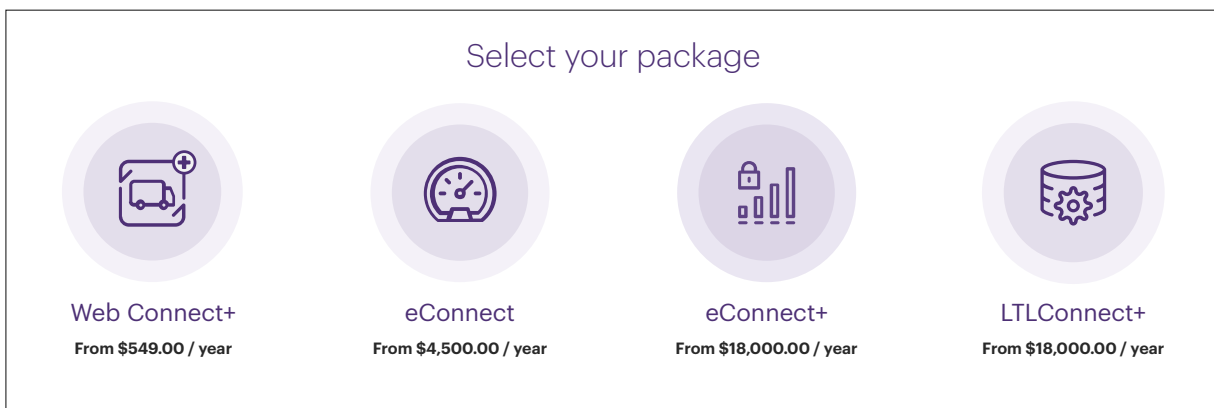 Select your package
Web Connect+
From $549.00 / year
eConnect
From $4,500.00 / year
eConnect+
From $18,000.00 / year
LTLConnect+
From $18,000.00 / year